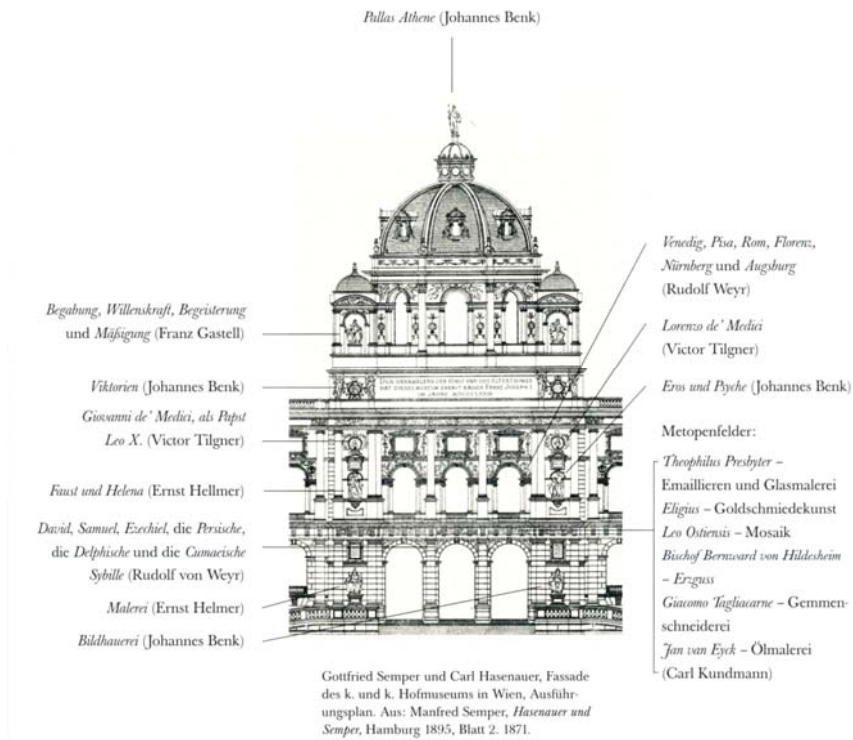 Pallas Athene (Johannes Benk)
Begabung, Willenskraft, Begeisterung
und Mäßigung (Franz Gastell)
Viktorien (Johannes Benk)
Giovanni de' Medici, als Papst
Leo X. (Victor Tilgner)
Faust und Helena (Ernst Hellmer)
David, Samuel, Ezechiel, die Persische,
die Delphische und die Cumaeische
Sybille (Rudolf von Weyr)
Malerei (Ernst Helmer)
Bildhauerei (Johannes Benk)
Venedig, Pisa, Rom, Florenz,
Nürnberg und Augsburg
(Rudolf Weyr)
Lorenzo de' Medici
(Victor Tilgner)
Eros und Psyche (Johannes Benk)
Metopenfelder:
Theophilus Presbyter –
Emaillieren und Glasmalerei
Eligius – Goldschmiedekunst
Leo Ostiensis – Mosaik
Bischof Bernward von Hildesheim
– Erzguss
Giacomo Tagliacarne – Gemmen-
schneiderei
Jan van Eyck – Ölmalerei
(Carl Kundmann)
Gottfried Semper und Carl Hasenauer, Fassade
des k. und k. Hofmuseums in Wien, Ausführ-
ungsplan. Aus: Manfred Semper, Hasenauer und
Semper, Hamburg 1895, Blatt 2. 1871.